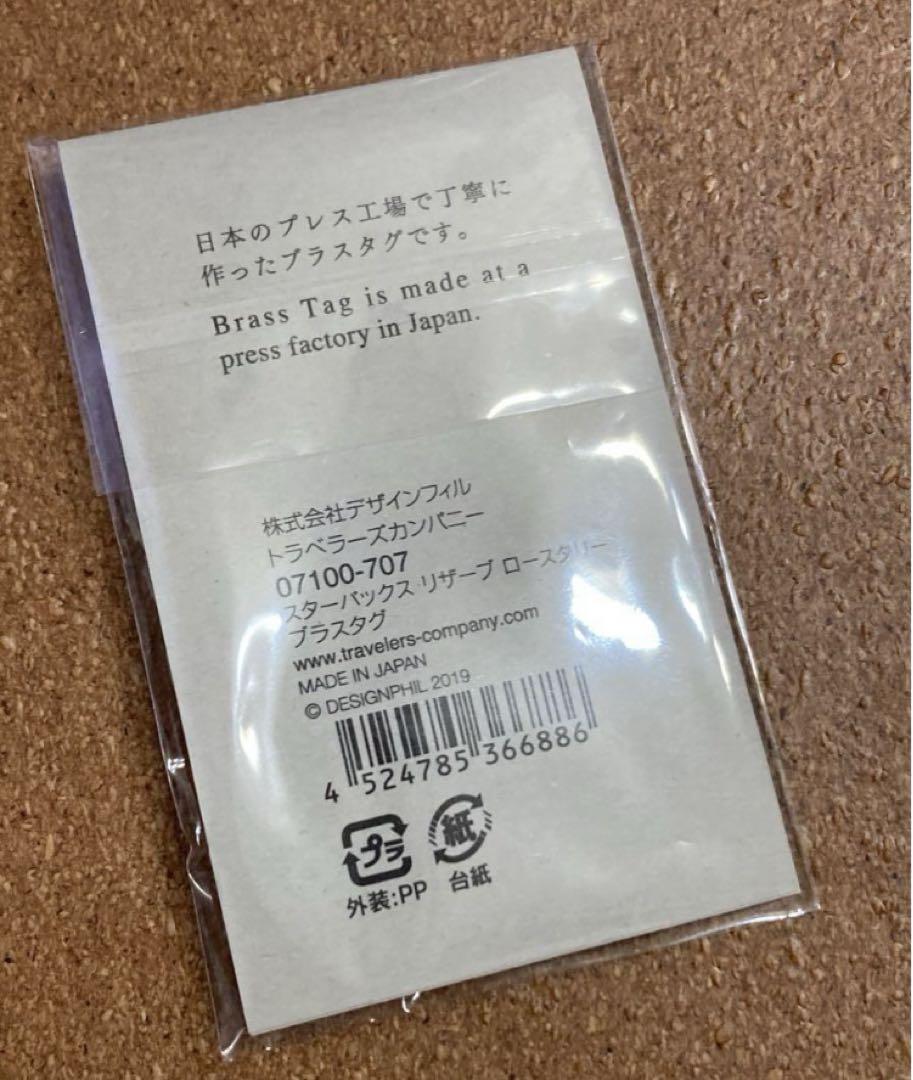 日本のプレス工場で丁寧に
作ったブラスタグです。
Brass Tag is made at a
press factory in Japan.
株式会社デザインフィル
トラベラーズカンパニー
07100-707
スターバックス リザーブ ロースタリー
ブラスタグ
www.travelers-company.com
MADE IN JAPAN
© DESIGNPHIL 2019
4 524785 366886
プラ 紙
外装:PP 台紙